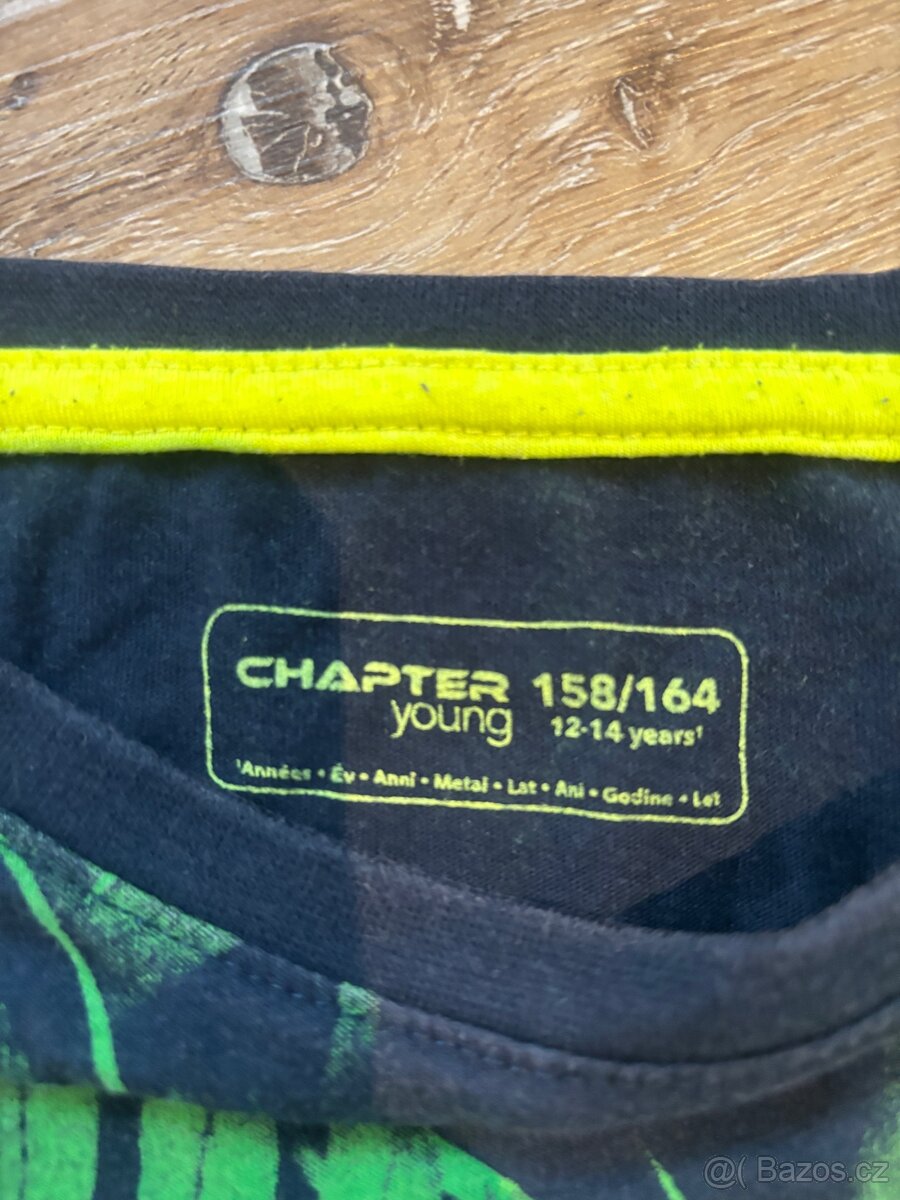 CHAPTER 158/164
young 12-14 years¹
¹Années • Év • Anni • Metai • Lat • Ani • Godine • Let
@( Bazos.cz